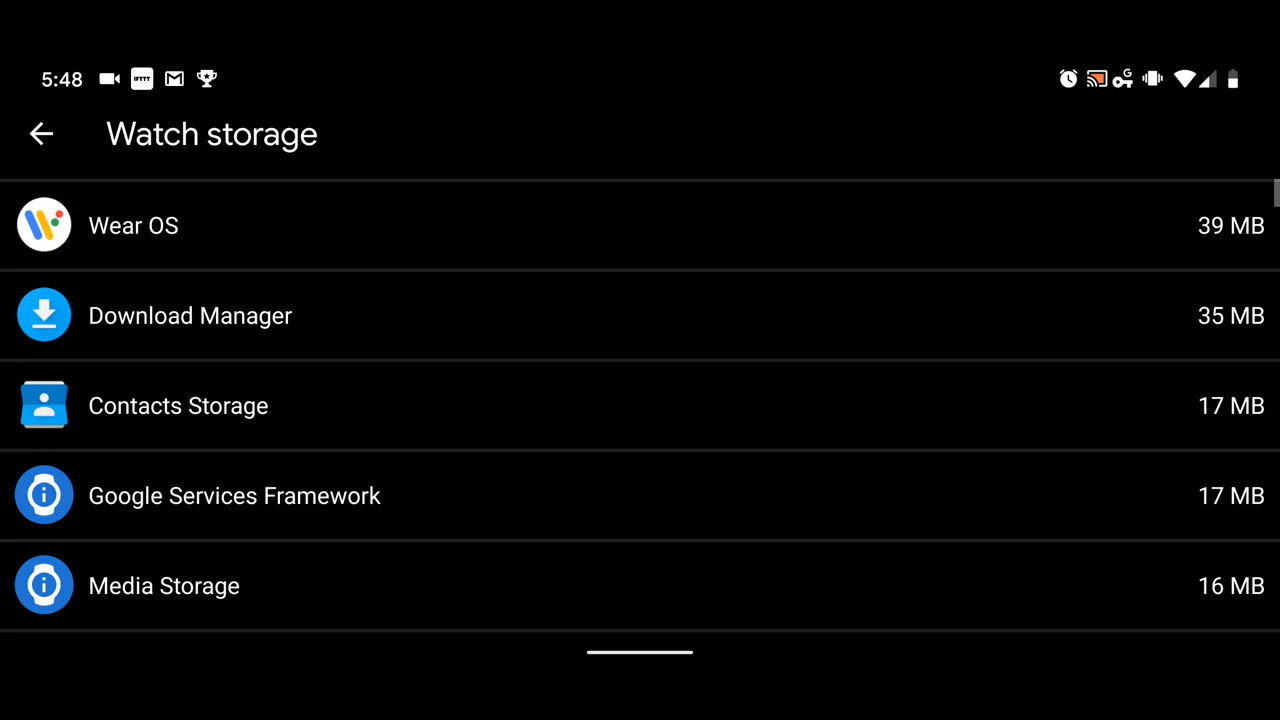 5:48 IFTTT G
Watch storage
Wear OS 39 MB
Download Manager 35 MB
Contacts Storage 17 MB
Google Services Framework 17 MB
Media Storage 16 MB